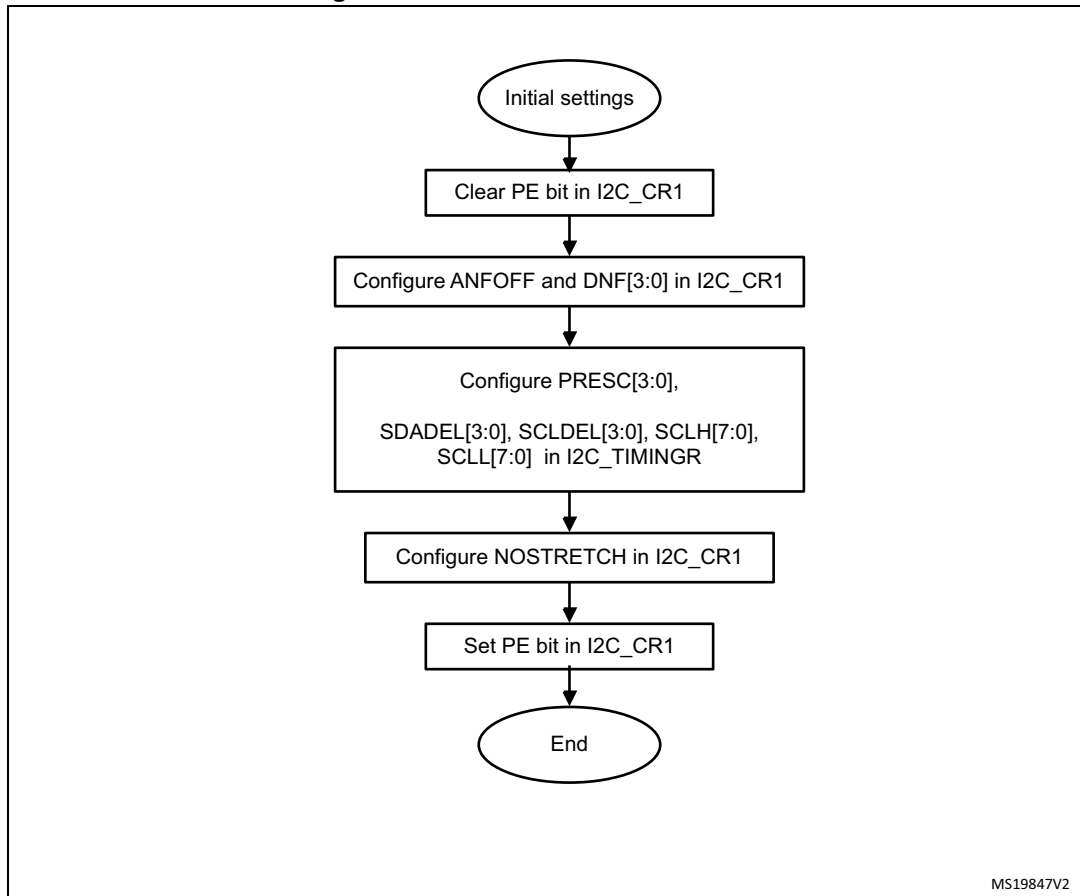 Initial settings
Clear PE bit in I2C_CR1
Configure ANFOFF and DNF[3:0] in I2C_CR1
Configure PRESC[3:0],
SDADEL[3:0], SCLDEL[3:0], SCLH[7:0],
SCLL[7:0] in I2C_TIMINGR
Configure NOSTRETCH in I2C_CR1
Set PE bit in I2C_CR1
End
MS19847V2